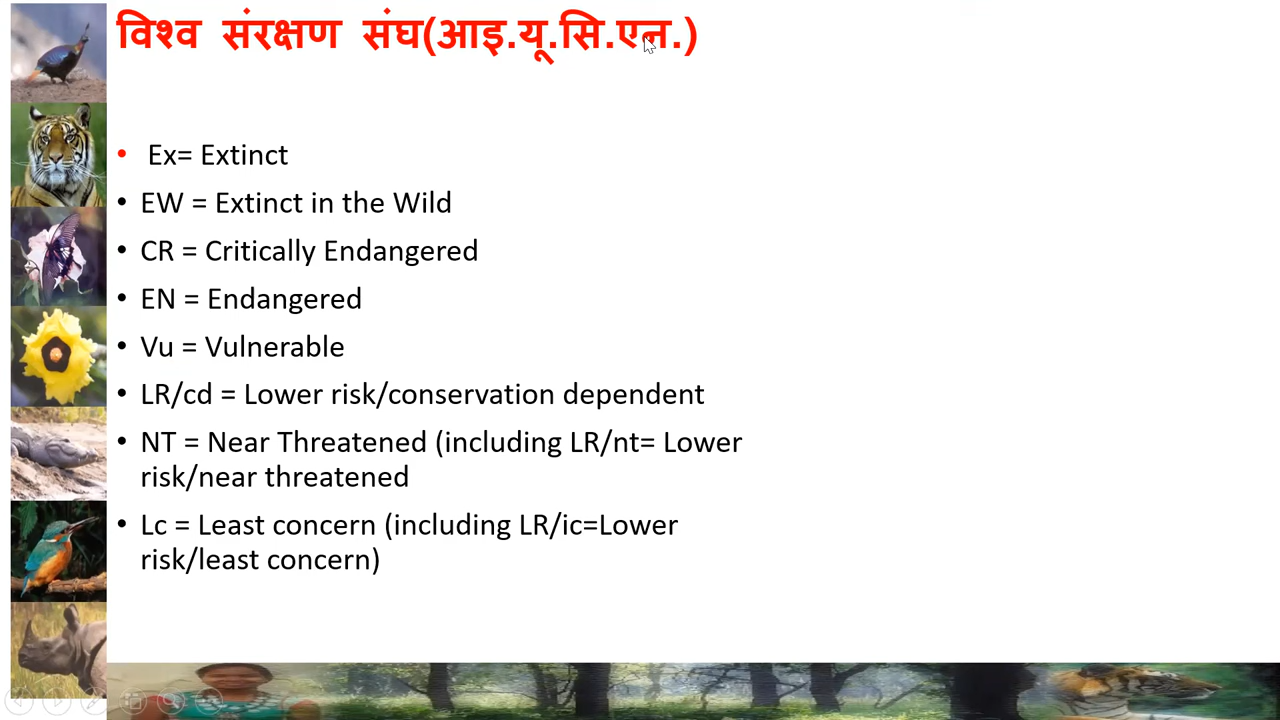 विश्व संरक्षण संघ(आइ.यू.सि.एन.)
• Ex= Extinct
• EW = Extinct in the Wild
• CR = Critically Endangered
• EN = Endangered
• Vu = Vulnerable
• LR/cd = Lower risk/conservation dependent
• NT = Near Threatened (including LR/nt= Lower
risk/near threatened
• Lc = Least concern (including LR/ic=Lower
risk/least concern)